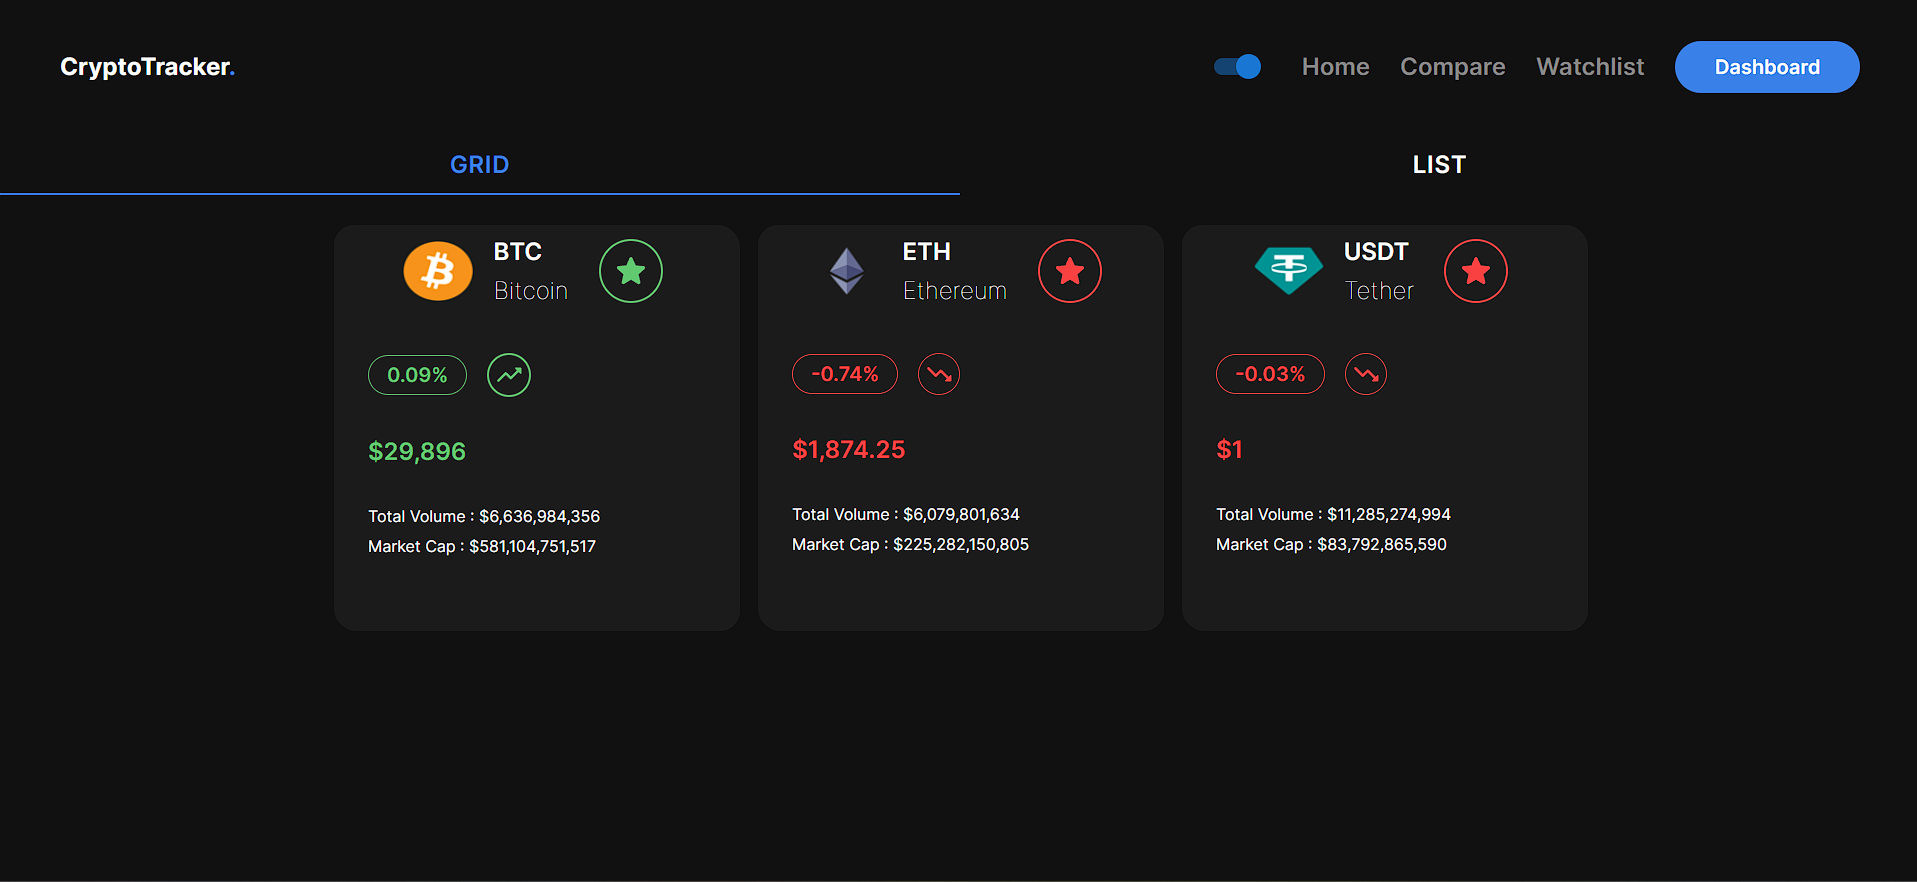 CryptoTracker.
Home Compare Watchlist Dashboard
GRID LIST
BTC
Bitcoin
0.09%
$29,896
Total Volume : $6,636,984,356
Market Cap : $581,104,751,517
ETH
Ethereum
-0.74%
$1,874.25
Total Volume : $6,079,801,634
Market Cap : $225,282,150,805
USDT
Tether
-0.03%
$1
Total Volume : $11,285,274,994
Market Cap : $83,792,865,590